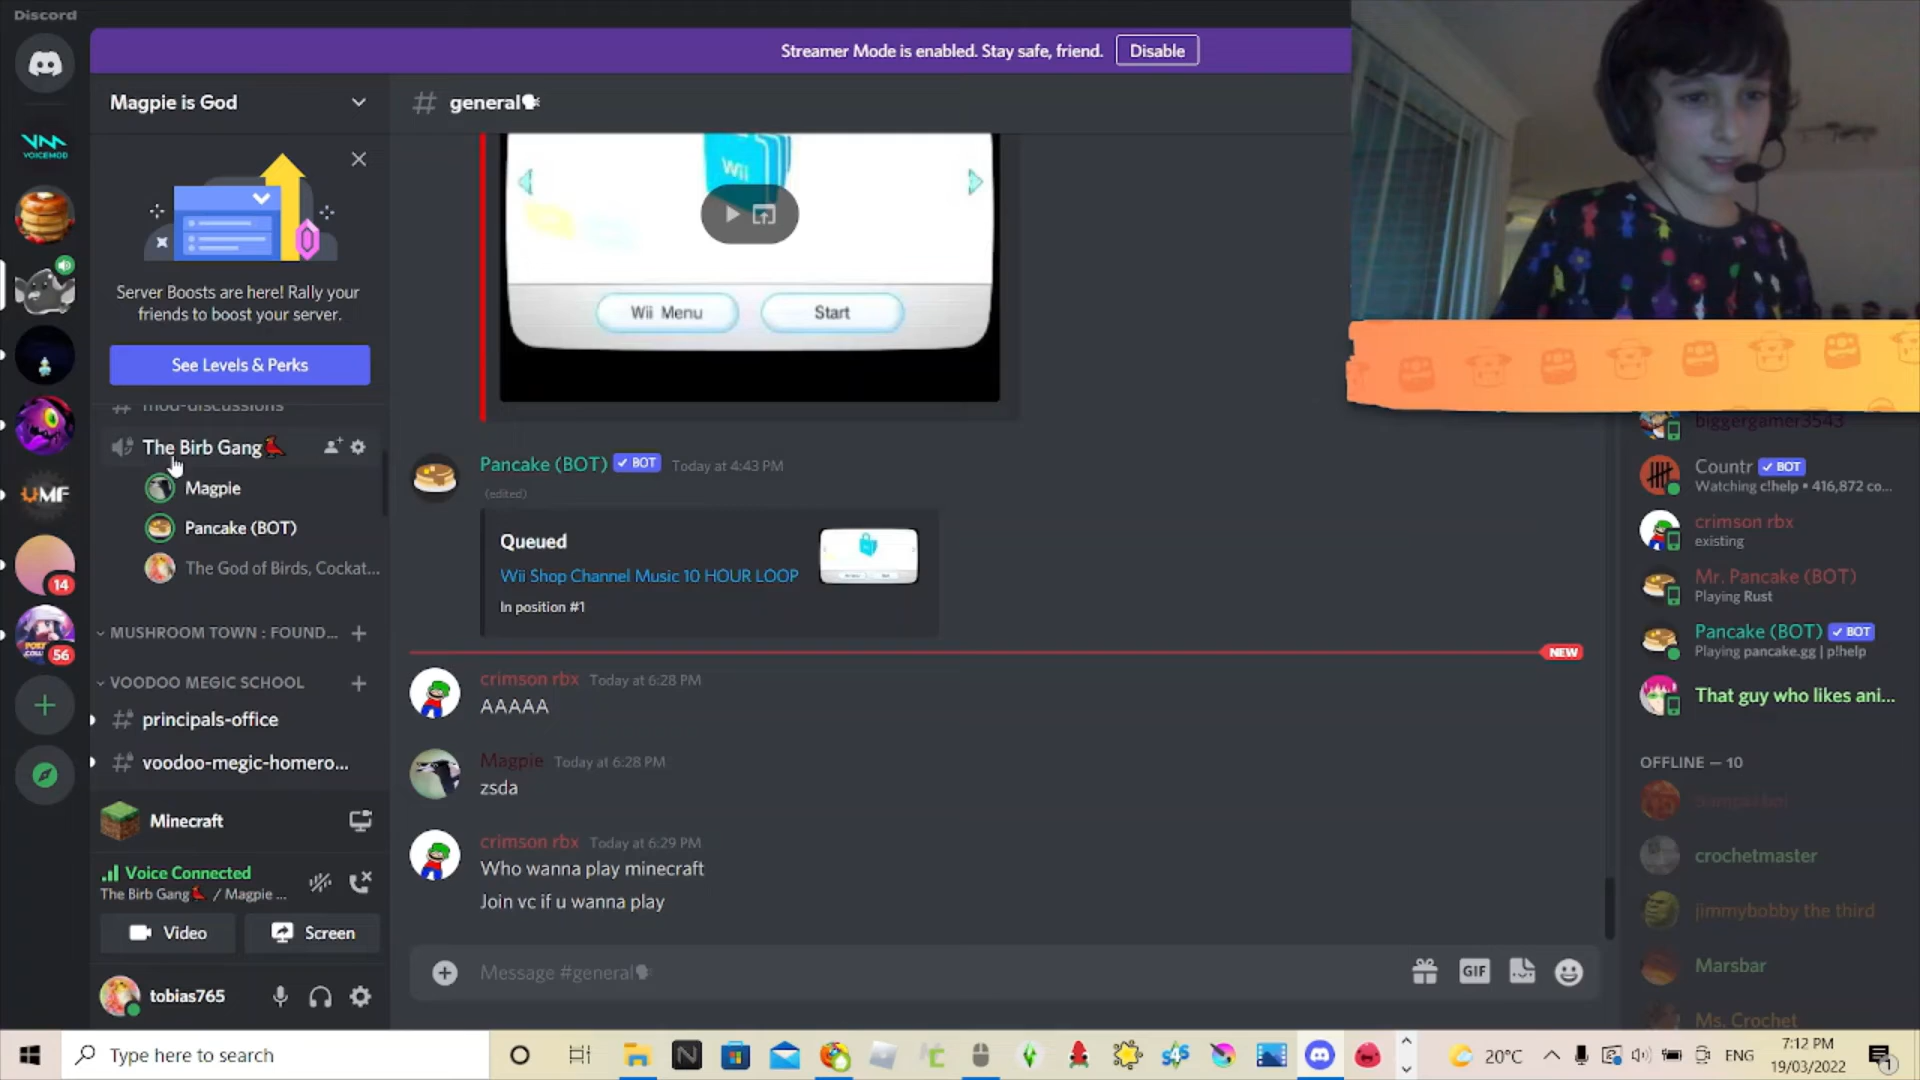 Discord
Streamer Mode is enabled. Stay safe, friend.
Disable
Magpie is God
general
VOICEMOD
Server Boosts are here! Rally your
friends to boost your server.
See Levels & Perks
mod-discussions
The Birb Gang
Magpie
Pancake (BOT)
The God of Birds, Cockat...
MUSHROOM TOWN : FOUND...
VOODOO MEGIC SCHOOL
principals-office
voodoo-megic-homero...
UMF
14
56
Minecraft
Voice Connected
The Birb Gang / Magpie ...
Video
Screen
tobias765
Wii
Wii Menu
Start
Pancake (BOT) BOT Today at 4:43 PM
(edited)
Queued
Wii Shop Channel Music 10 HOUR LOOP
In position #1
NEW
crimson rbx Today at 6:28 PM
AAAAA
Magpie Today at 6:28 PM
zsda
crimson rbx Today at 6:29 PM
Who wanna play minecraft
Join vc if u wanna play
Message #general
GIF
biggergamer3543
Countr BOT
Watching c!help • 416,872 co...
crimson rbx
existing
Mr. Pancake (BOT)
Playing Rust
Pancake (BOT) BOT
Playing pancake.gg | p!help
That guy who likes ani...
OFFLINE — 10
crochetmaster
jimmybobby the third
Marsbar
Ms. Crochet
Type here to search
20°C
ENG
7:12 PM
19/03/2022
1